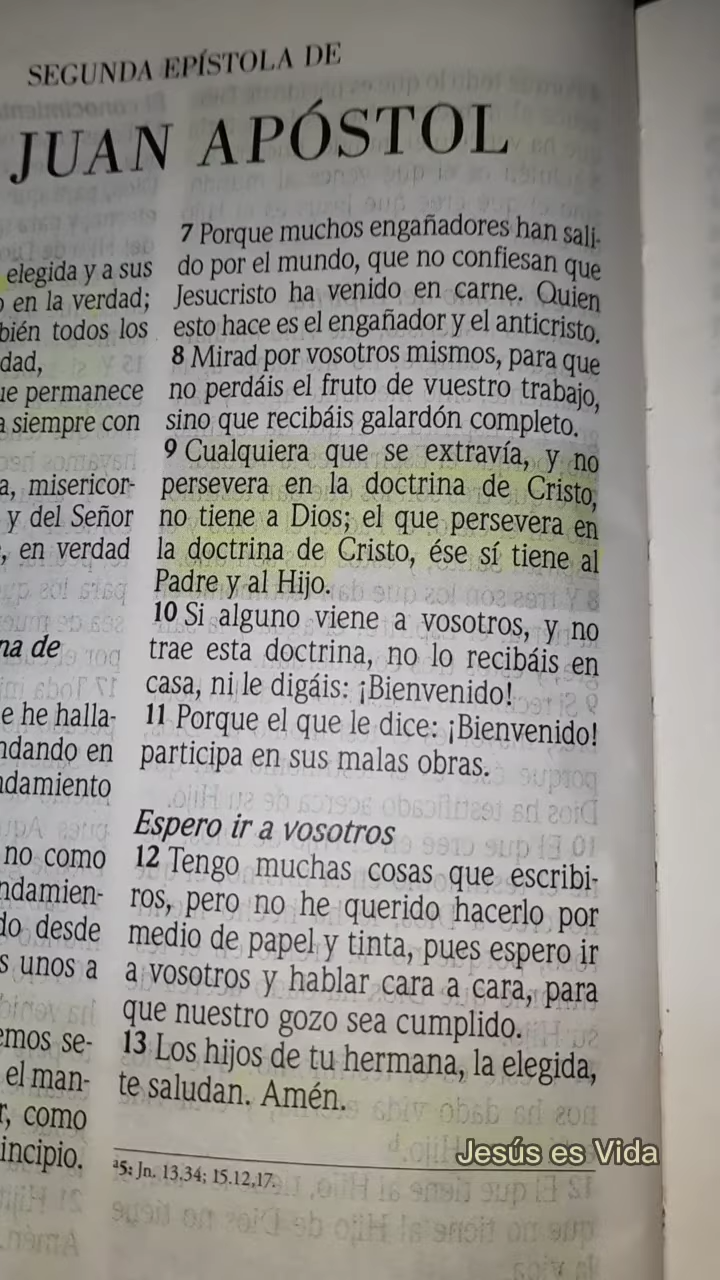 SEGUNDA EPÍSTOLA DE
JUAN APÓSTOL
elegida y a sus
en la verdad;
bién todos los
dad,
ue permanece
a siempre con
a, misericor-
y del Señor
, en verdad
na de
e he halla-
ndando en
ndamiento
no como
ndamien-
do desde
s unos a
emos se-
el man-
r, como
incipio.
7 Porque muchos engañadores han sali-
do por el mundo, que no confiesan que
Jesucristo ha venido en carne. Quien
esto hace es el engañador y el anticristo.
8 Mirad por vosotros mismos, para que
no perdáis el fruto de vuestro trabajo,
sino que recibáis galardón completo.
9 Cualquiera que se extravía, y no
persevera en la doctrina de Cristo,
no tiene a Dios; el que persevera en
la doctrina de Cristo, ése sí tiene al
Padre y al Hijo.
10 Si alguno viene a vosotros, y no
trae esta doctrina, no lo recibáis en
casa, ni le digáis: ¡Bienvenido!
11 Porque el que le dice: ¡Bienvenido!
participa en sus malas obras.
Espero ir a vosotros
12 Tengo muchas cosas que escribi-
ros, pero no he querido hacerlo por
medio de papel y tinta, pues espero ir
a vosotros y hablar cara a cara, para
que nuestro gozo sea cumplido.
13 Los hijos de tu hermana, la elegida,
te saludan. Amén.
ᵃ5: Jn. 13.34; 15.12,17.
Jesús es Vida